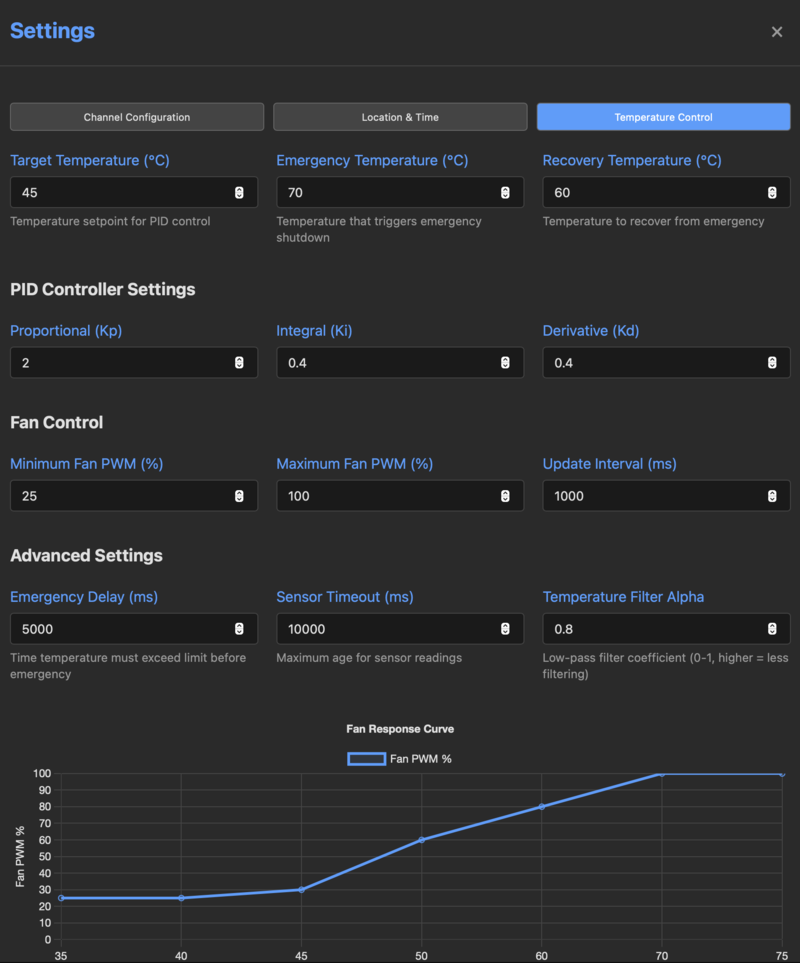 Settings
×
Channel Configuration
Location & Time
Temperature Control
Target Temperature (°C)
Emergency Temperature (°C)
Recovery Temperature (°C)
45
70
60
Temperature setpoint for PID control
Temperature that triggers emergency
shutdown
Temperature to recover from emergency
PID Controller Settings
Proportional (Kp)
Integral (Ki)
Derivative (Kd)
2
0.4
0.4
Fan Control
Minimum Fan PWM (%)
Maximum Fan PWM (%)
Update Interval (ms)
25
100
1000
Advanced Settings
Emergency Delay (ms)
Sensor Timeout (ms)
Temperature Filter Alpha
5000
10000
0.8
Time temperature must exceed limit before
emergency
Maximum age for sensor readings
Low-pass filter coefficient (0-1, higher = less
filtering)
Fan Response Curve
Fan PWM %
Fan PWM %
100
90
80
70
60
50
40
30
20
10
0
35
40
45
50
60
70
75